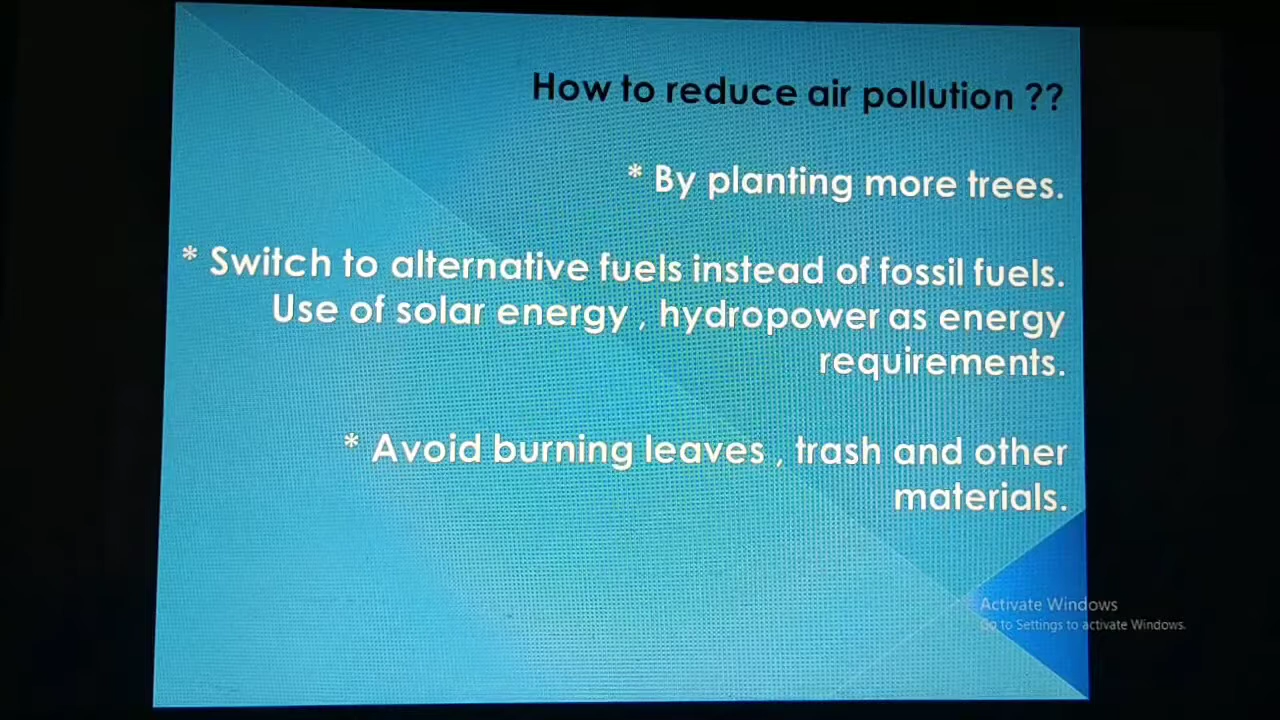 How to reduce air pollution ??
* By planting more trees.
* Switch to alternative fuels instead of fossil fuels.
Use of solar energy , hydropower as energy
requirements.
* Avoid burning leaves , trash and other
materials.
Activate Windows
Go to Settings to activate Windows.